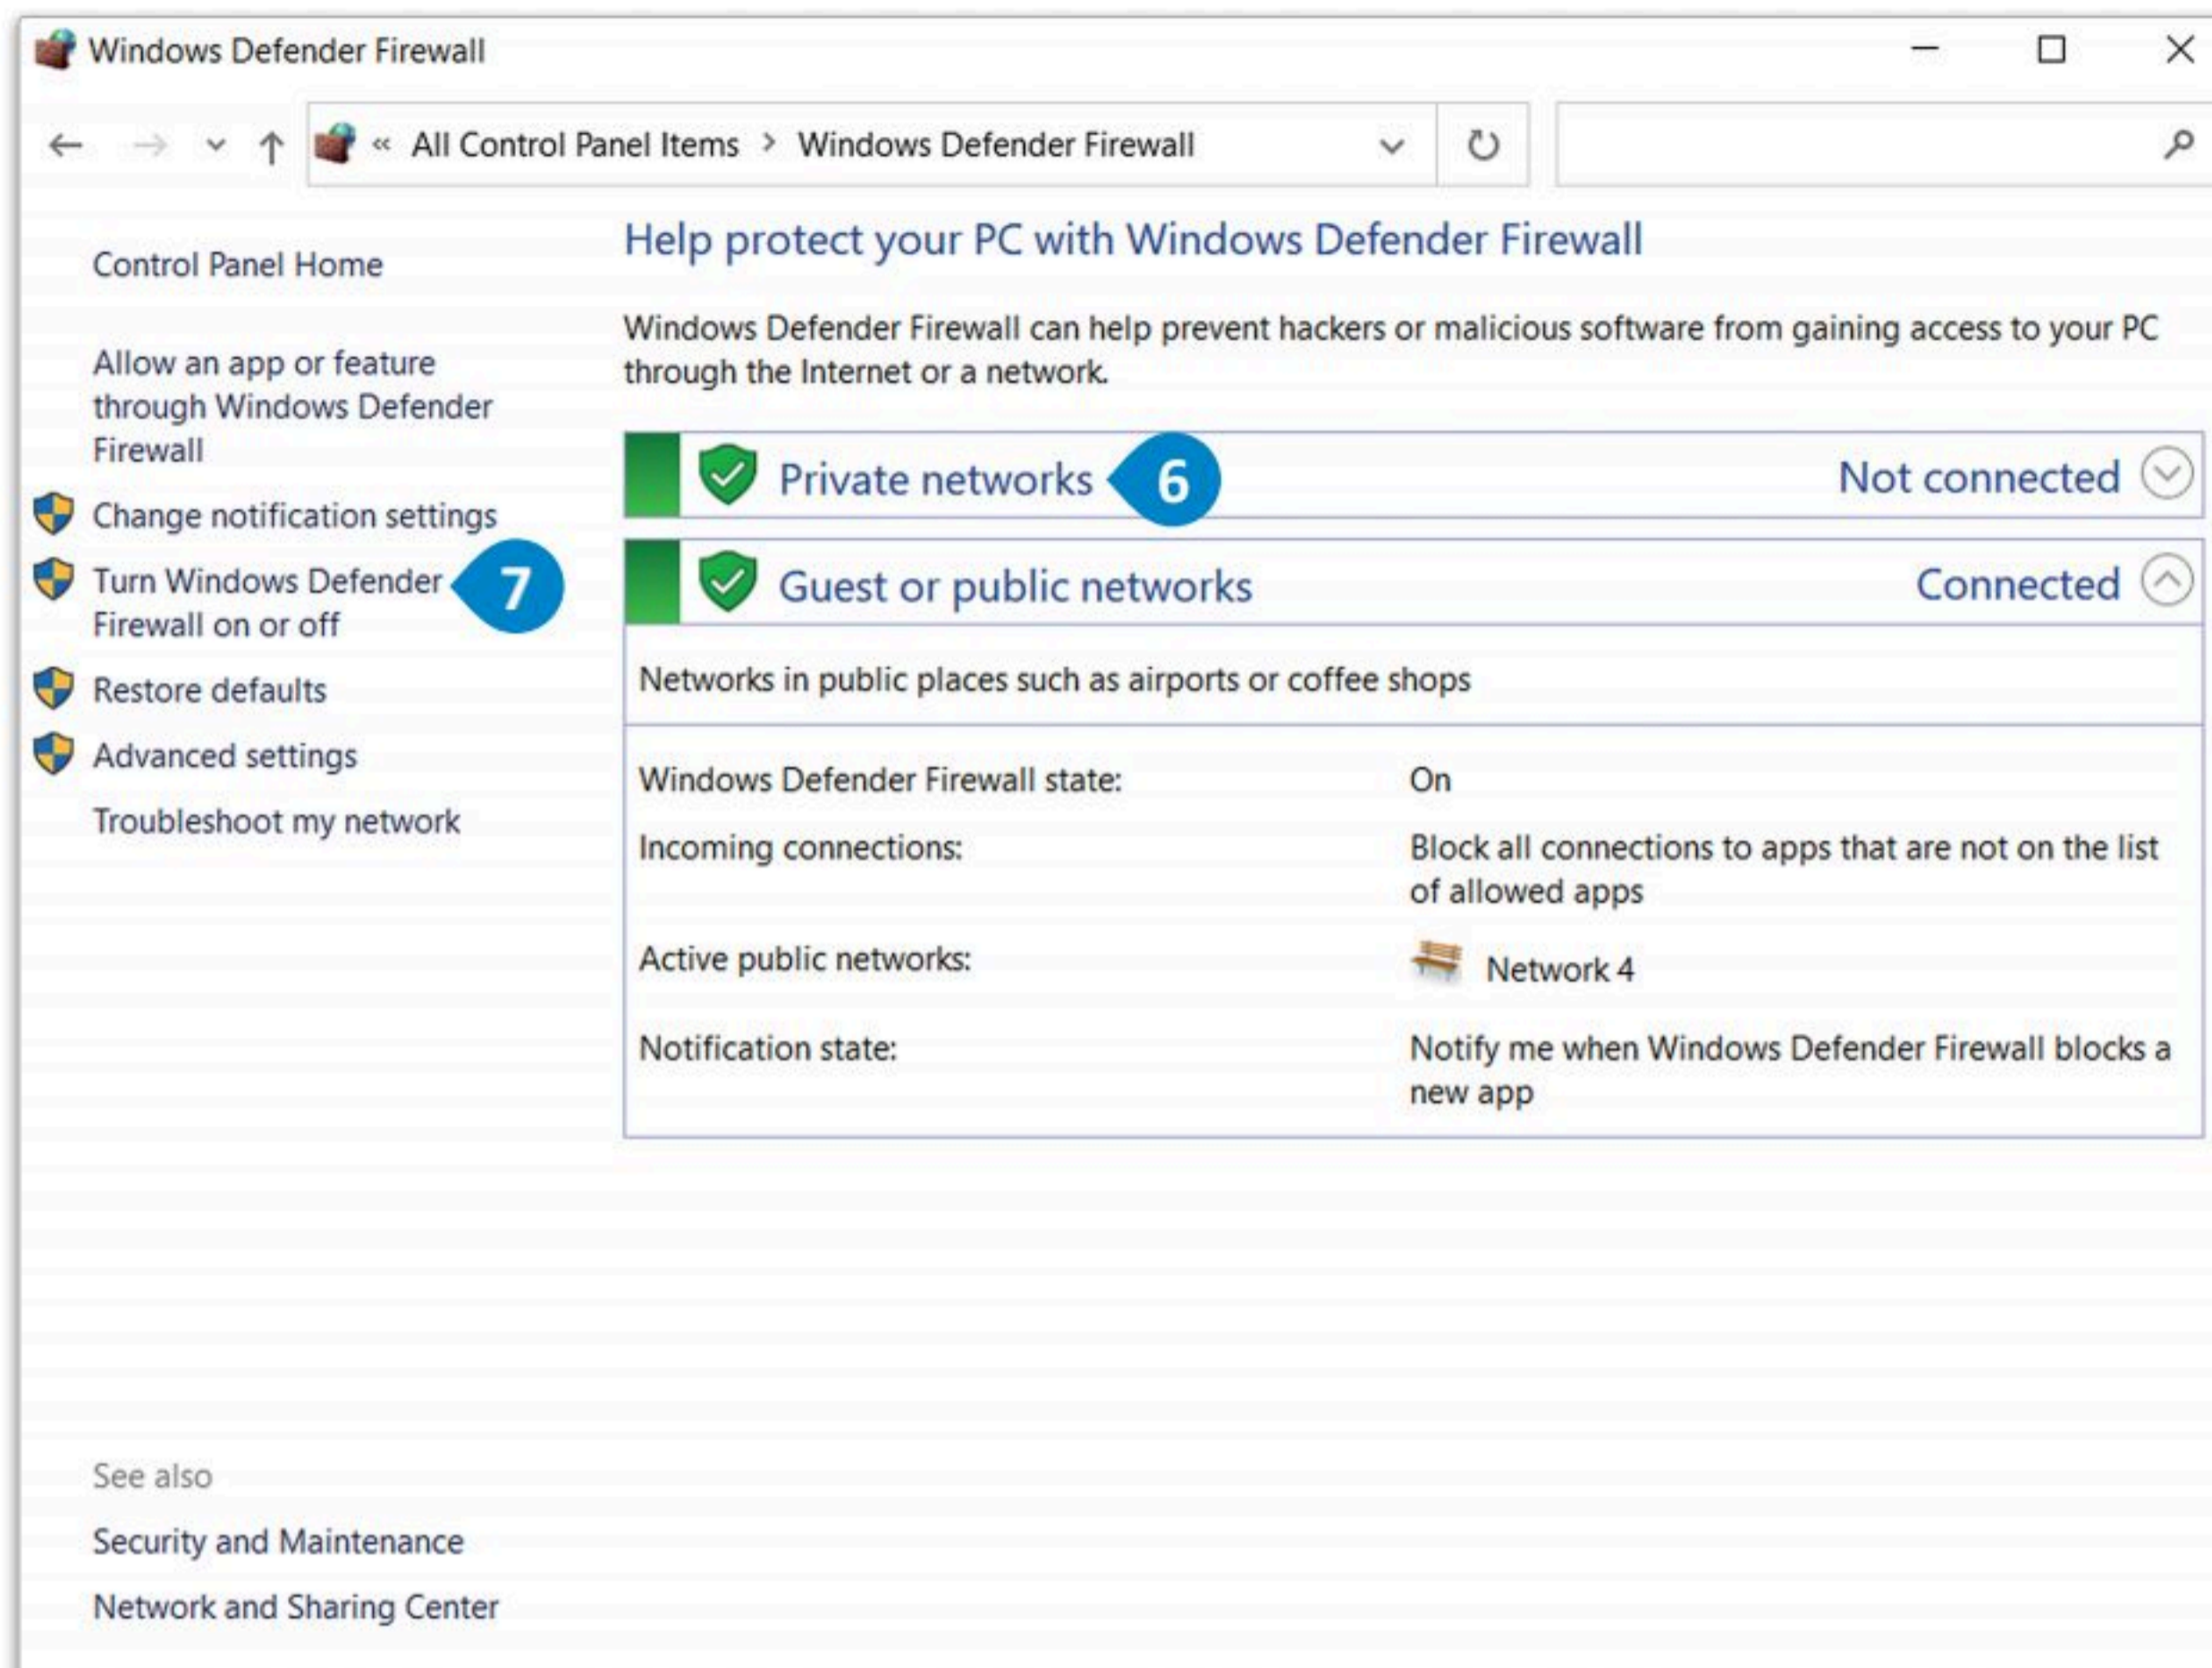 Windows Defender Firewall
« All Control Panel Items > Windows Defender Firewall
Control Panel Home
Allow an app or feature
through Windows Defender
Firewall
Change notification settings
Turn Windows Defender
Firewall on or off
7
Restore defaults
Advanced settings
Troubleshoot my network
Help protect your PC with Windows Defender Firewall
Windows Defender Firewall can help prevent hackers or malicious software from gaining access to your PC
through the Internet or a network.
Private networks 6 Not connected
Guest or public networks Connected
Networks in public places such as airports or coffee shops
Windows Defender Firewall state: On
Incoming connections: Block all connections to apps that are not on the list
of allowed apps
Active public networks: Network 4
Notification state: Notify me when Windows Defender Firewall blocks a
new app
See also
Security and Maintenance
Network and Sharing Center